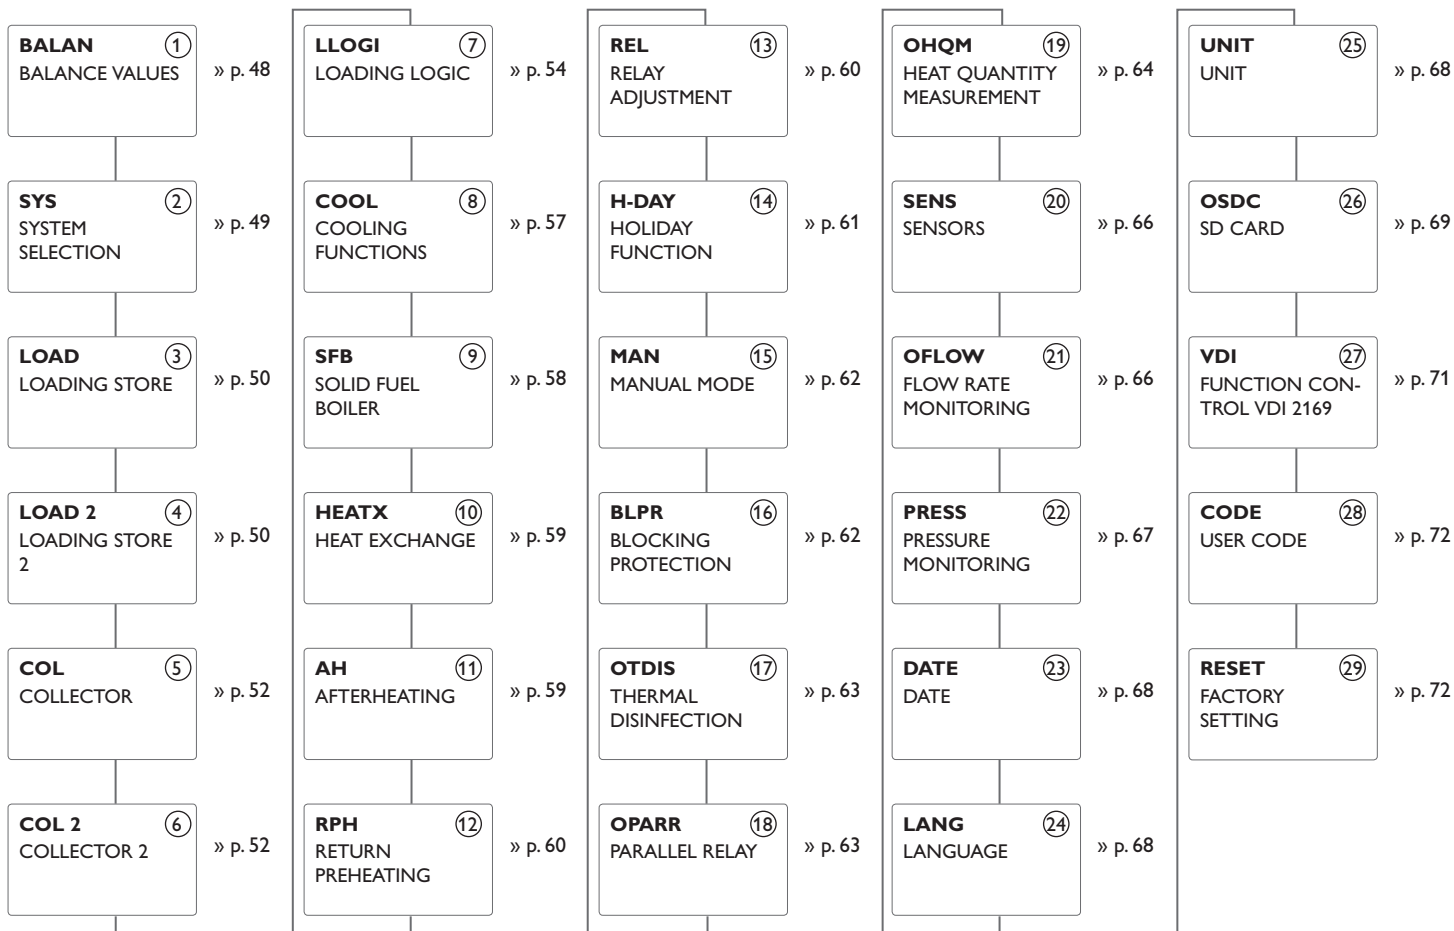 BALAN 1
BALANCE VALUES
» p. 48
SYS 2
SYSTEM
SELECTION
» p. 49
LOAD 3
LOADING STORE
» p. 50
LOAD 2 4
LOADING STORE
2
» p. 50
COL 5
COLLECTOR
» p. 52
COL 2 6
COLLECTOR 2
» p. 52
LLOGI 7
LOADING LOGIC
» p. 54
COOL 8
COOLING
FUNCTIONS
» p. 57
SFB 9
SOLID FUEL
BOILER
» p. 58
HEATX 10
HEAT EXCHANGE
» p. 59
AH 11
AFTERHEATING
» p. 59
RPH 12
RETURN
PREHEATING
» p. 60
REL 13
RELAY
ADJUSTMENT
» p. 60
H-DAY 14
HOLIDAY
FUNCTION
» p. 61
MAN 15
MANUAL MODE
» p. 62
BLPR 16
BLOCKING
PROTECTION
» p. 62
OTDIS 17
THERMAL
DISINFECTION
» p. 63
OPARR 18
PARALLEL RELAY
» p. 63
OHQM 19
HEAT QUANTITY
MEASUREMENT
» p. 64
SENS 20
SENSORS
» p. 66
OFLOW 21
FLOW RATE
MONITORING
» p. 66
PRESS 22
PRESSURE
MONITORING
» p. 67
DATE 23
DATE
» p. 68
LANG 24
LANGUAGE
» p. 68
UNIT 25
UNIT
» p. 68
OSDC 26
SD CARD
» p. 69
VDI 27
FUNCTION CON-
TROL VDI 2169
» p. 71
CODE 28
USER CODE
» p. 72
RESET 29
FACTORY
SETTING
» p. 72